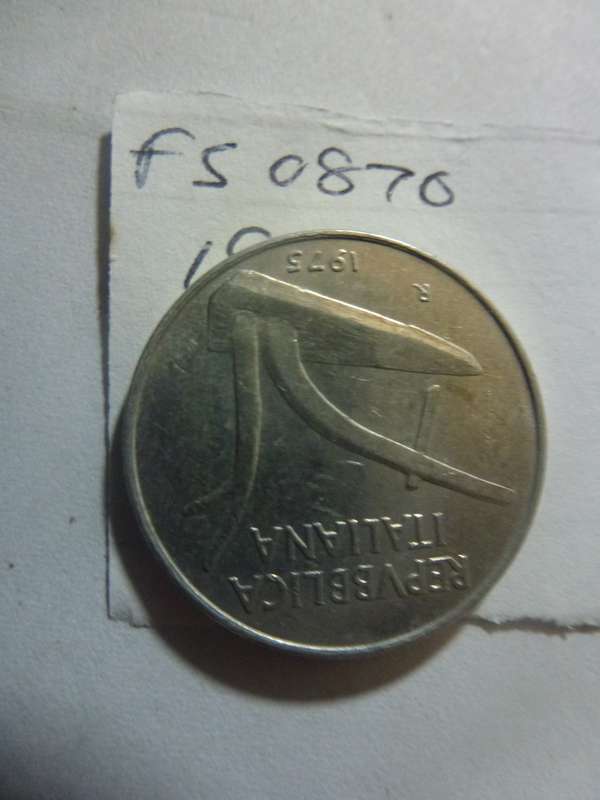 FS 0870
1975
R
REPVBBLICA
ITALIANA